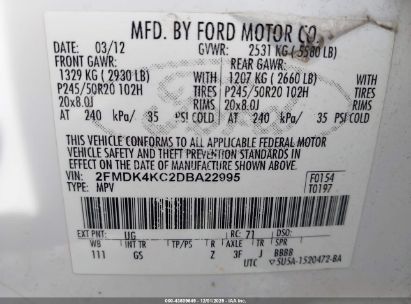 MFD. BY FORD MOTOR CO.
DATE: 03/12 GVWR: 2531 KG ( 5580 LB)
FRONT GAWR: REAR GAWR:
1329 KG ( 2930 LB) WITH 1207 KG ( 2660 LB) WITH
P245/50R20 102H TIRES P245/50R20 102H TIRES
20x8.0J RIMS 20x8.0J RIMS
AT 240 kPa/ 35 PSI COLD AT 240 kPa/ 35 PSI COLD
THIS VEHICLE CONFORMS TO ALL APPLICABLE FEDERAL MOTOR
VEHICLE SAFETY AND THEFT PREVENTION STANDARDS IN
EFFECT ON THE DATE OF MANUFACTURE SHOWN ABOVE.
VIN: 2FMDK4KC2DBA22995 F0154
TYPE: MPV T0197
EXT PNT: UG RC: 71 DSO:
WB INT TR TP/PS R AXLE TR SPR
111 GS Z 3F J BBBB
UTC 5U5A-1520472-BA